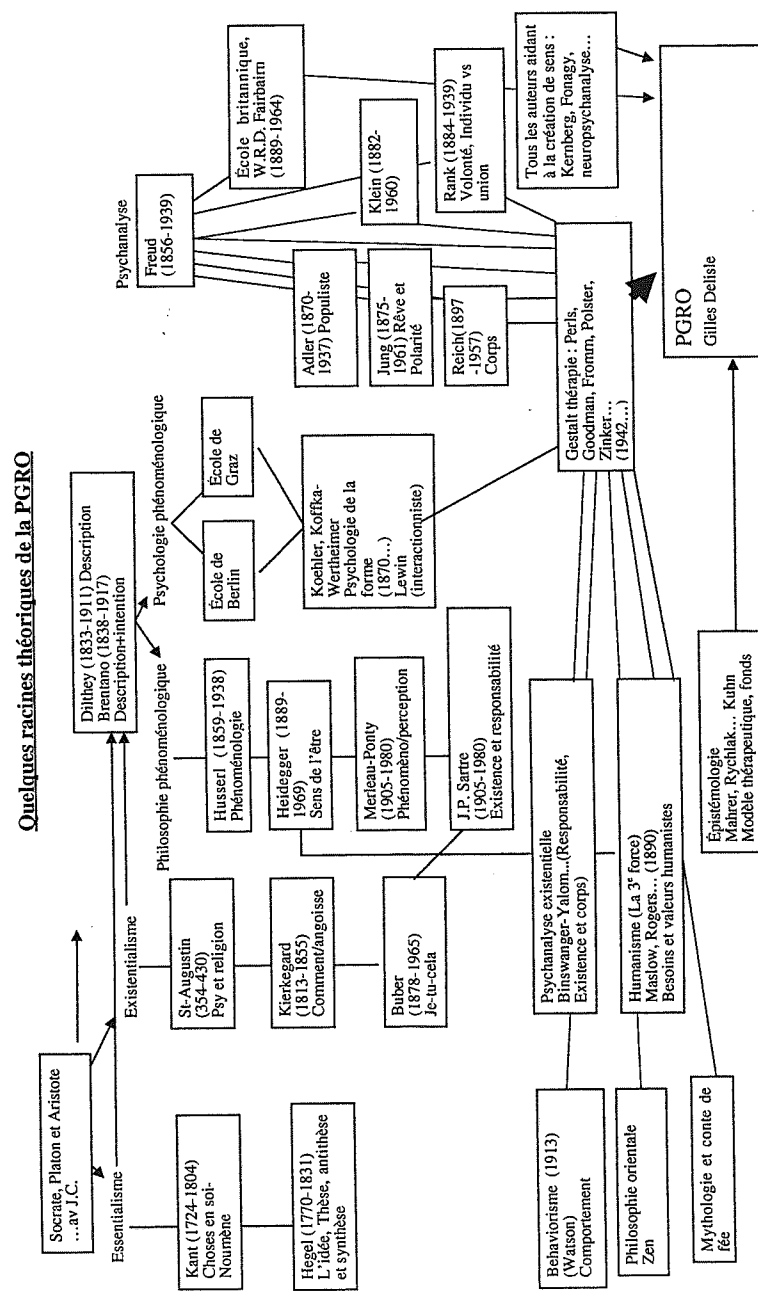 Quelques racines théoriques de la PGRO
Socrate, Platon et Aristote
…av J.C.
Essentialisme
Kant (1724-1804)
Choses en soi-
Noumène
Hegel (1770-1831)
L'idée, Thèse, antithèse
et synthèse
Existentialisme
St-Augustin
(354-430)
Psy et religion
Kierkegard
(1813-1855)
Comment/angoisse
Buber
(1878-1965)
Je-tu-cela
Dilthey (1833-1911) Description
Brentano (1838-1917)
Description+intention
Philosophie phénoménologique
Husserl (1859-1938)
Phénoménologie
Heidegger (1889-
1969)
Sens de l'être
Merleau-Ponty
(1905-1980)
Phénomèno/perception
J.P. Sartre
(1905-1980)
Existence et responsabilité
Psychologie phénoménologique
École de
Berlin
École de
Graz
Koehler, Koffka-
Wertheimer
Psychologie de la
forme
(1870…)
Lewin
(interactionniste)
Psychanalyse
Freud
(1856-1939)
Adler (1870-
1937) Populiste
Jung (1875-
1961) Rêve et
Polarité
Reich(1897
-1957)
Corps
École britannique,
W.R.D. Fairbairn
(1889-1964)
Klein (1882-
1960)
Rank (1884-1939)
Volonté, Individu vs
union
Tous les auteurs aidant
à la création de sens :
Kernberg, Fonagy,
neuropsychanalyse…
Behaviorisme (1913)
(Watson)
Comportement
Philosophie orientale
Zen
Mythologie et conte de
fée
Psychanalyse existentielle
Binswanger-Yalom...(Responsabilité,
Existence et corps)
Humanisme (La 3e force)
Maslow, Rogers… (1890)
Besoins et valeurs humanistes
Gestalt thérapie : Perls,
Goodman, Fromm, Polster,
Zinker…
(1942…)
Épistémologie
Mahrer, Rychlak… Kuhn
Modèle thérapeutique, fonds
PGRO
Gilles Delisle